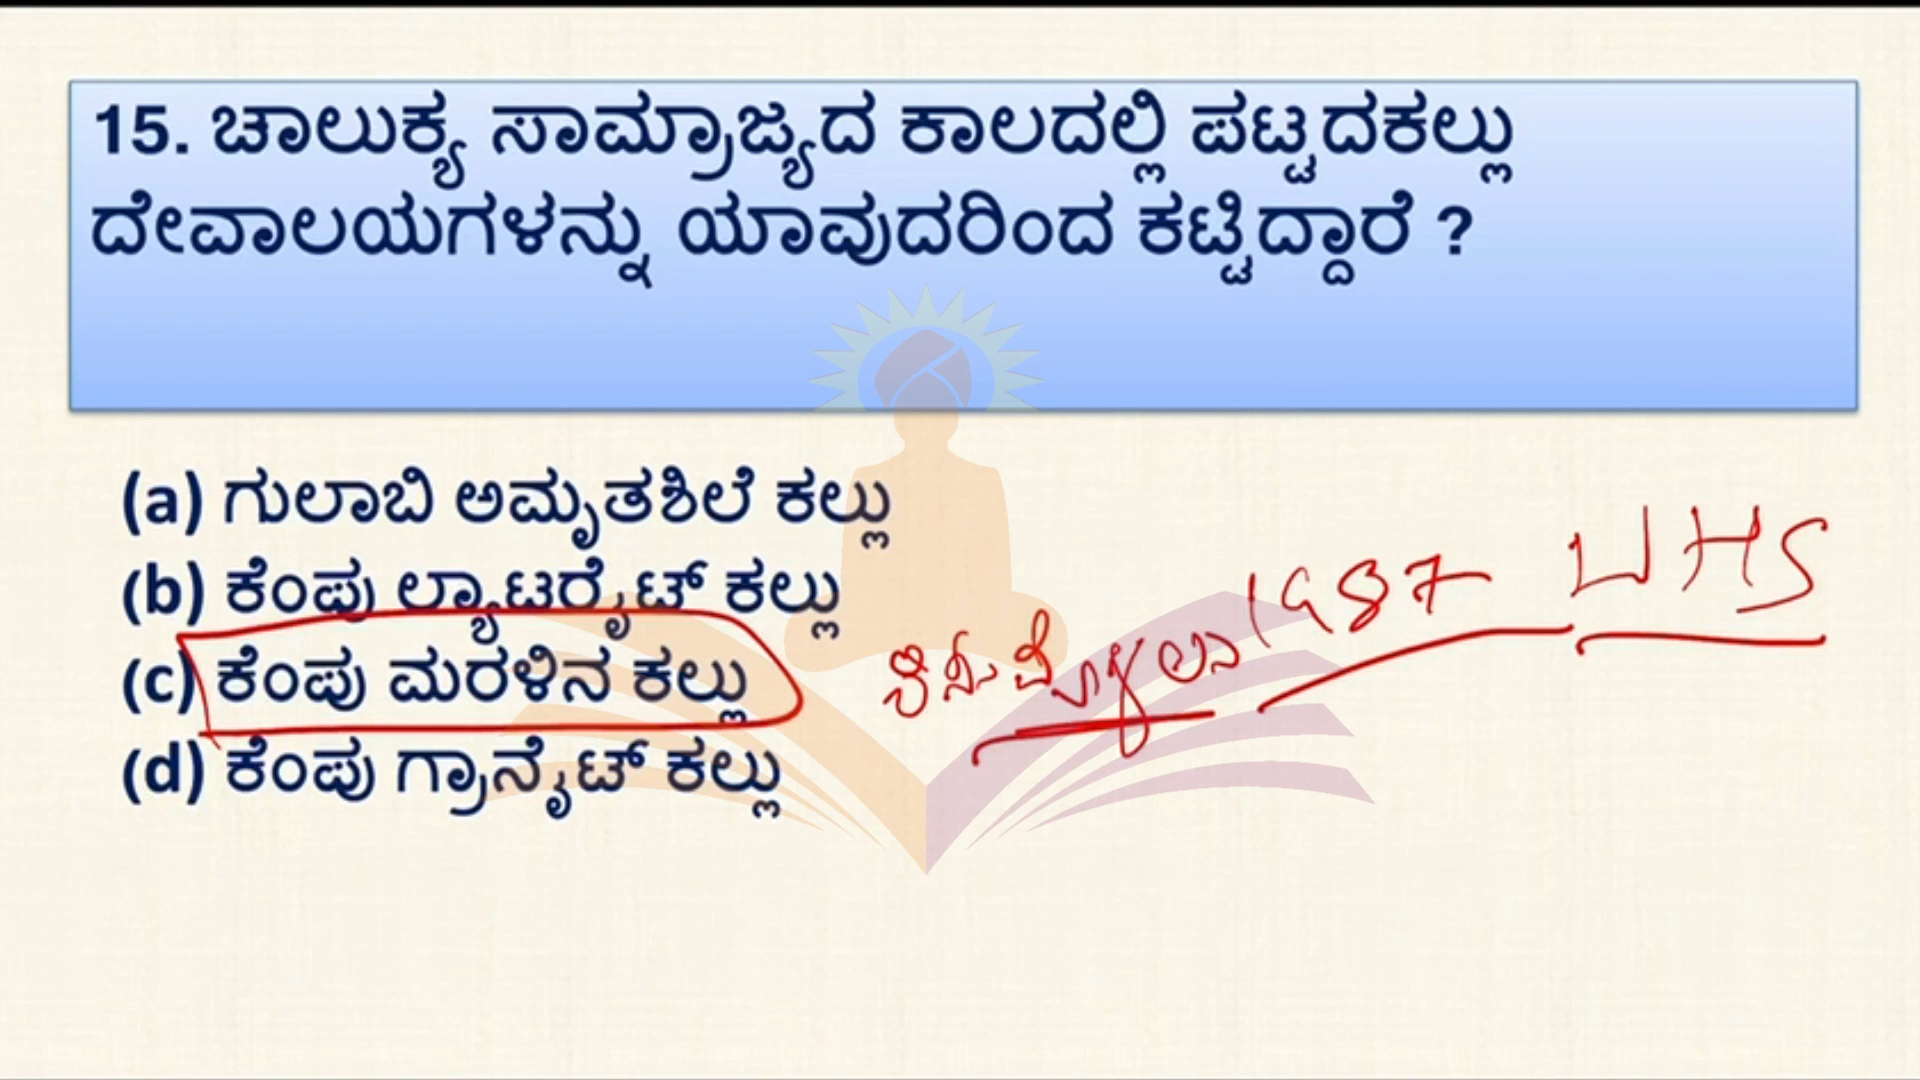 15. ಚಾಲುಕ್ಯ ಸಾಮ್ರಾಜ್ಯದ ಕಾಲದಲ್ಲಿ ಪಟ್ಟದಕಲ್ಲು
ದೇವಾಲಯಗಳನ್ನು ಯಾವುದರಿಂದ ಕಟ್ಟಿದ್ದಾರೆ ?
(a) ಗುಲಾಬಿ ಅಮೃತಶಿಲೆ ಕಲ್ಲು
(b) ಕೆಂಪು ಲ್ಯಾಟರೈಟ್ ಕಲ್ಲು
(c) ಕೆಂಪು ಮರಳಿನ ಕಲ್ಲು
(d) ಕೆಂಪು ಗ್ರಾನೈಟ್ ಕಲ್ಲು
1987 WHS